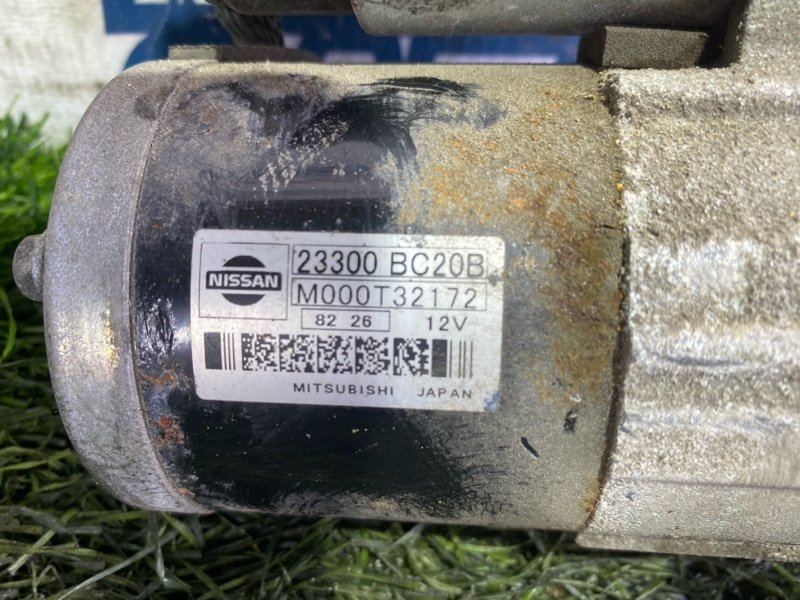 NISSAN
23300 BC20B
M000T32172
82 26 12V
MITSUBISHI JAPAN